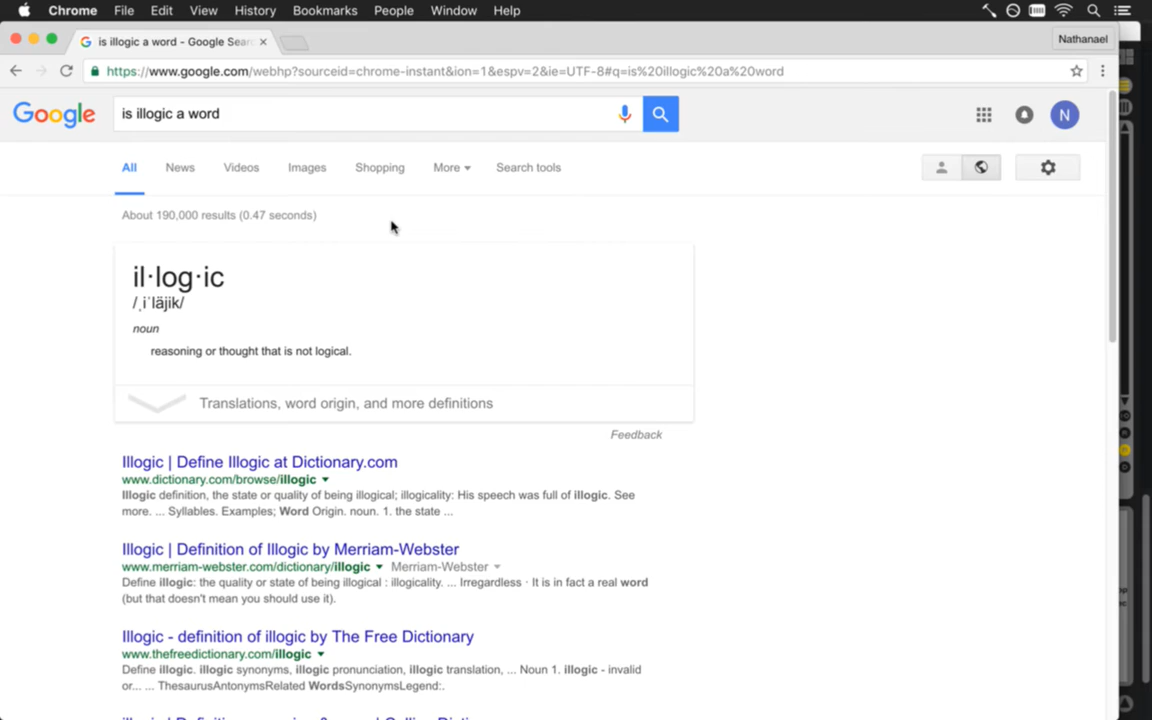 Chrome File Edit View History Bookmarks People Window Help
is illogic a word - Google Sear
Nathanael
https://www.google.com/webhp?sourceid=chrome-instant&ion=1&espv=2&ie=UTF-8#q=is%20illogic%20a%20word
Google is illogic a word
N
All News Videos Images Shopping More Search tools
About 190,000 results (0.47 seconds)
il·log·ic
/ˌiˈläjik/
noun
reasoning or thought that is not logical.
Translations, word origin, and more definitions
Feedback
Illogic | Define Illogic at Dictionary.com
www.dictionary.com/browse/illogic
Illogic definition, the state or quality of being illogical; illogicality: His speech was full of illogic. See
more. ... Syllables. Examples; Word Origin. noun. 1. the state ...
Illogic | Definition of Illogic by Merriam-Webster
www.merriam-webster.com/dictionary/illogic Merriam-Webster
Define illogic: the quality or state of being illogical : illogicality. ... Irregardless · It is in fact a real word
(but that doesn't mean you should use it).
Illogic - definition of illogic by The Free Dictionary
www.thefreedictionary.com/illogic
Define illogic. illogic synonyms, illogic pronunciation, illogic translation, ... Noun 1. illogic - invalid
or... ... ThesaurusAntonymsRelated WordsSynonymsLegend:.